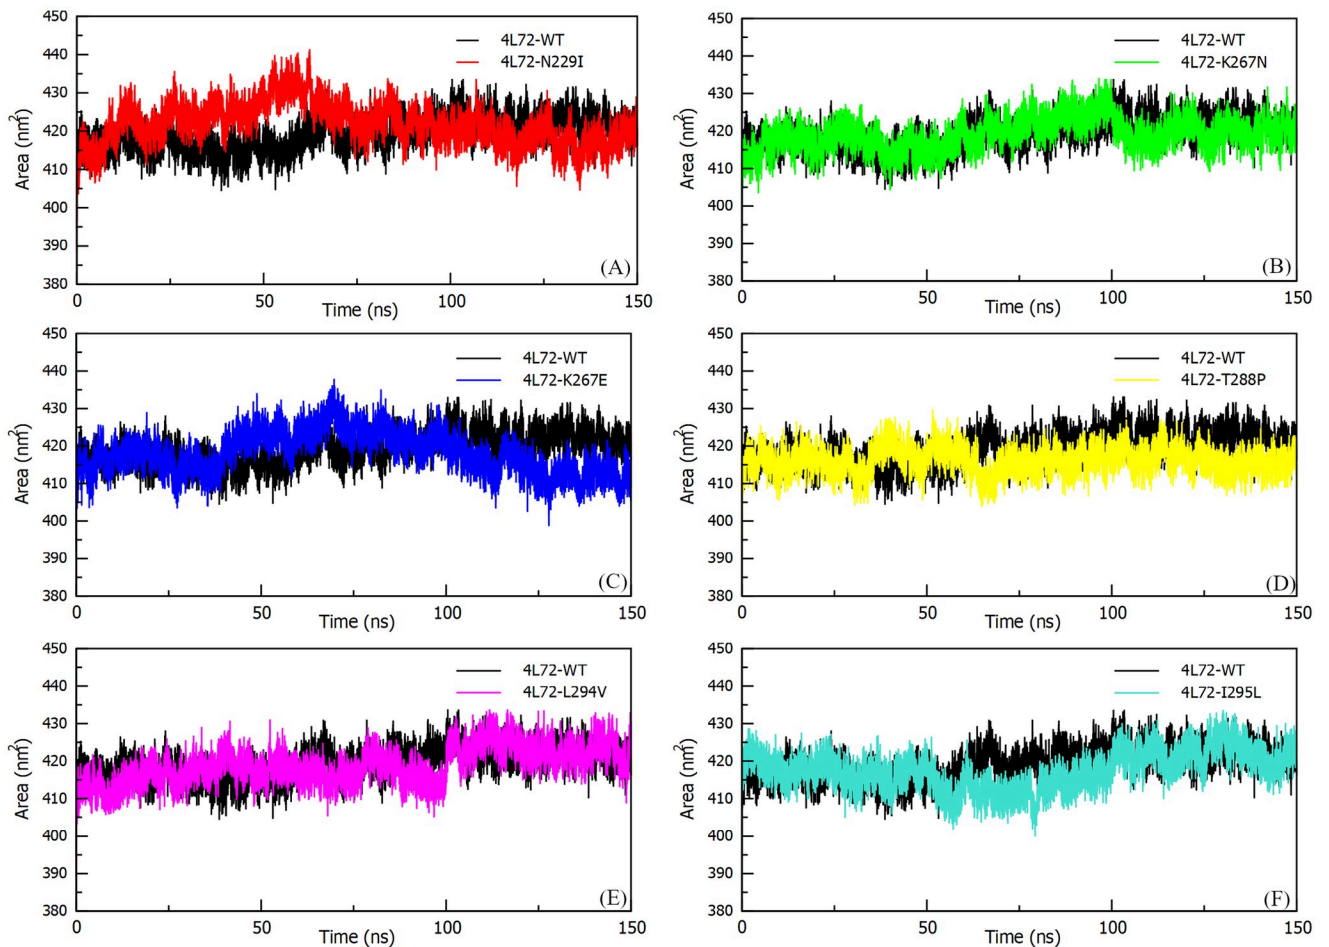 450
440
430
420
410
400
390
380
Area (nm²)
4L72-WT
4L72-N229I
(A)
0
50
100
150
Time (ns)
450
440
430
420
410
400
390
380
Area (nm²)
4L72-WT
4L72-K267N
(B)
0
50
100
150
Time (ns)
450
440
430
420
410
400
390
380
Area (nm²)
4L72-WT
4L72-K267E
(C)
0
50
100
150
Time (ns)
450
440
430
420
410
400
390
380
Area (nm²)
4L72-WT
4L72-T288P
(D)
0
50
100
150
Time (ns)
450
440
430
420
410
400
390
380
Area (nm²)
4L72-WT
4L72-L294V
(E)
0
50
100
150
Time (ns)
450
440
430
420
410
400
390
380
Area (nm²)
4L72-WT
4L72-I295L
(F)
0
50
100
150
Time (ns)